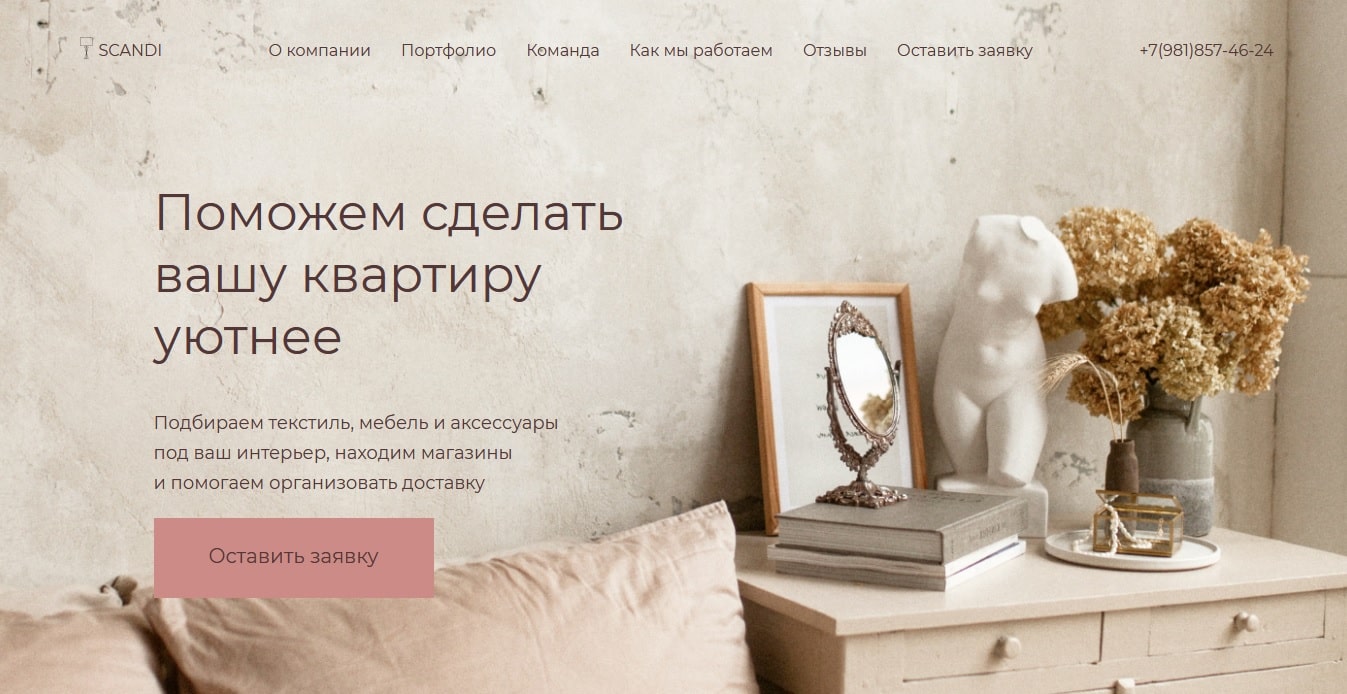 SCANDI
О компании
Портфолио
Команда
Как мы работаем
Отзывы
Оставить заявку
+7(981)857-46-24
Поможем сделать
вашу квартиру
уютнее
Подбираем текстиль, мебель и аксессуары
под ваш интерьер, находим магазины
и помогаем организовать доставку
Оставить заявку